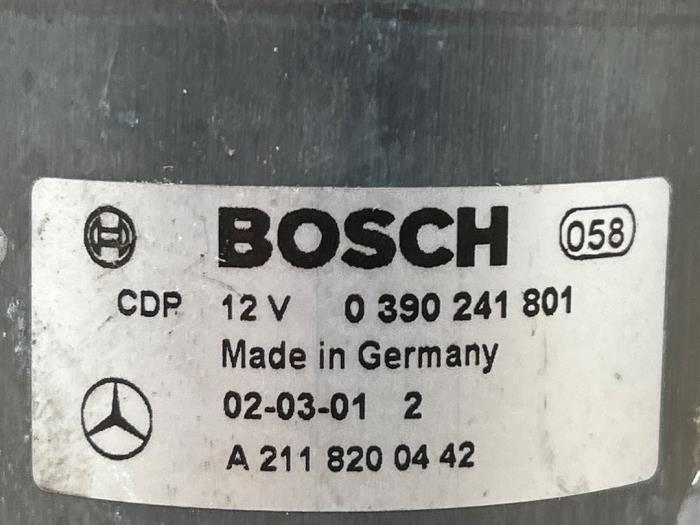 BOSCH 058
CDP 12 V 0 390 241 801
Made in Germany
02-03-01 2
A 211 820 04 42